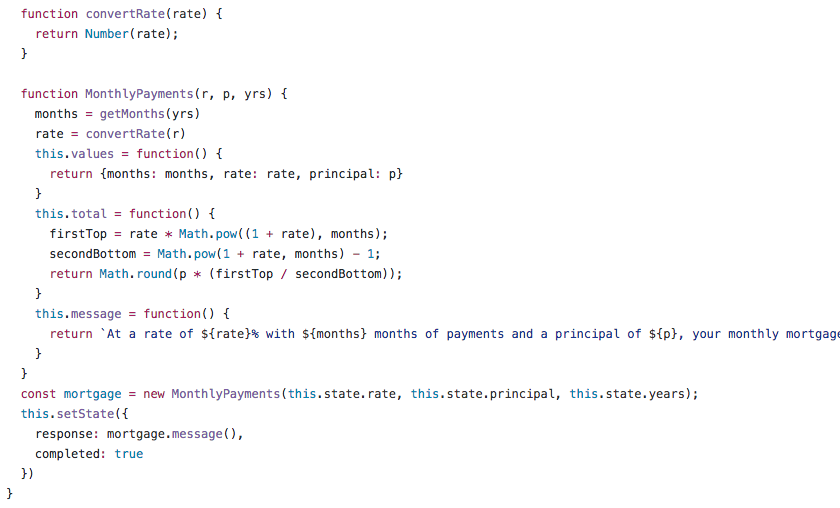 function convertRate(rate) {
return Number(rate);
}
function MonthlyPayments(r, p, yrs) {
months = getMonths(yrs)
rate = convertRate(r)
this.values = function() {
return {months: months, rate: rate, principal: p}
}
this.total = function() {
firstTop = rate * Math.pow((1 + rate), months);
secondBottom = Math.pow(1 + rate, months) - 1;
return Math.round(p * (firstTop / secondBottom));
}
this.message = function() {
return `At a rate of ${rate}% with ${months} months of payments and a principal of ${p}, your monthly mortgage
}
}
const mortgage = new MonthlyPayments(this.state.rate, this.state.principal, this.state.years);
this.setState({
response: mortgage.message(),
completed: true
})
}